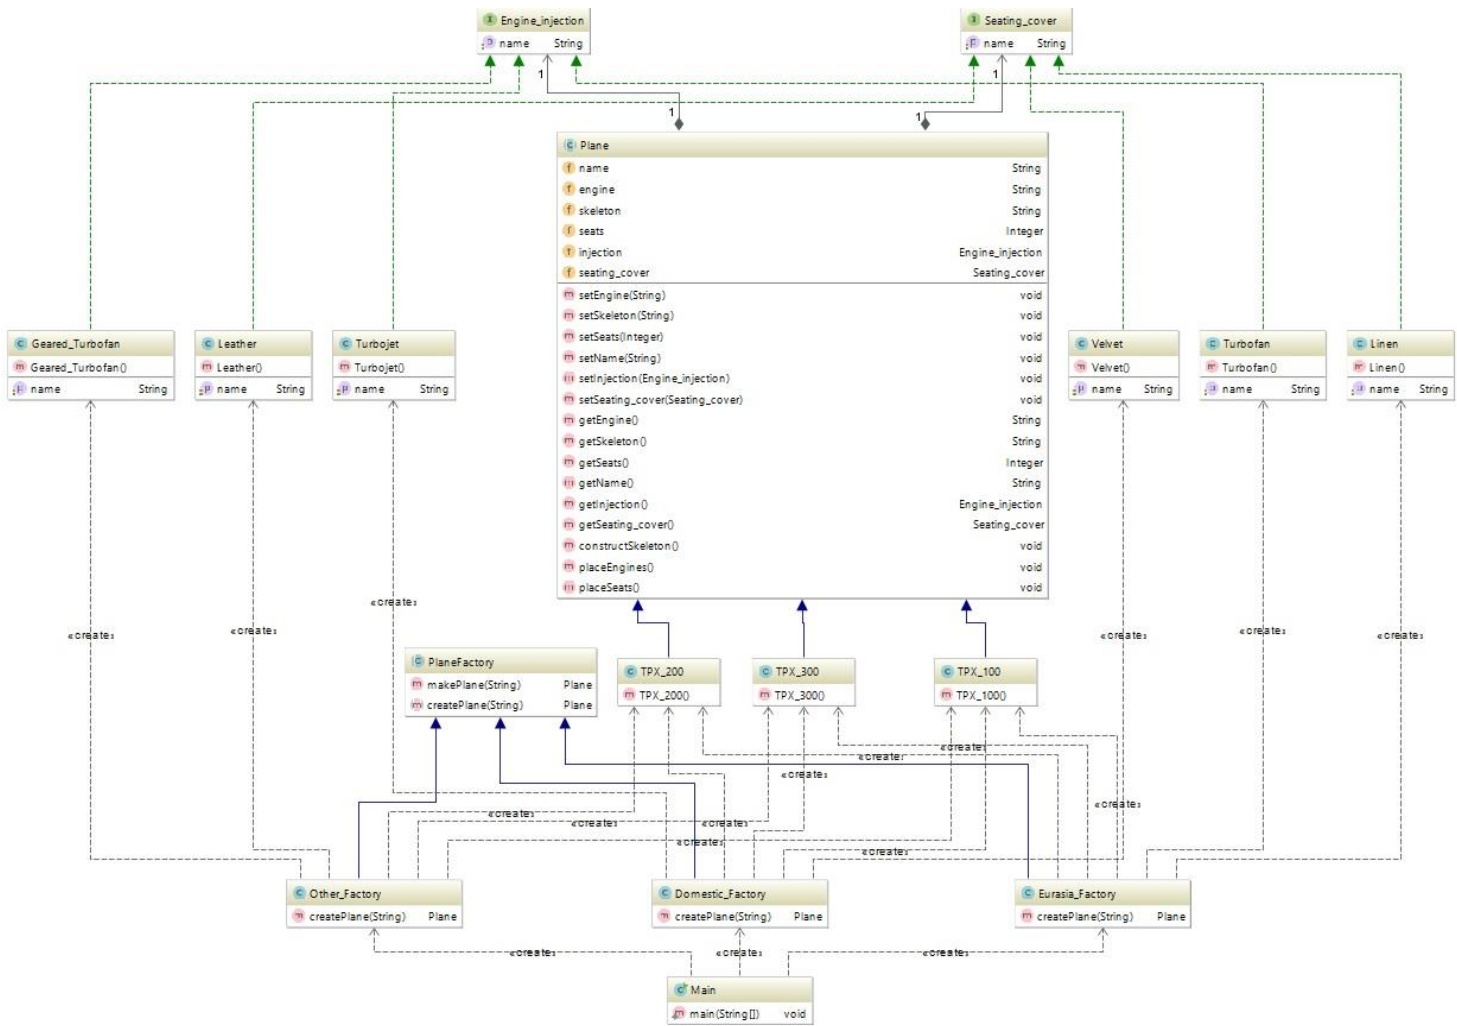 Engine_injection
name String
Seating_cover
name String
1
1
1
1
Plane
name String
engine String
skeleton String
seats Integer
injection Engine_injection
seating_cover Seating_cover
setEngine(String) void
setSkeleton(String) void
setSeats(Integer) void
setName(String) void
setInjection(Engine_injection) void
setSeating_cover(Seating_cover) void
getEngine() String
getSkeleton() String
getSeats() Integer
getName() String
getInjection() Engine_injection
getSeating_cover() Seating_cover
constructSkeleton() void
placeEngines() void
placeSeats() void
Geared_Turbofan
Geared_Turbofan()
name String
Leather
Leather()
name String
Turbojet
Turbojet()
name String
Velvet
Velvet()
name String
Turbofan
Turbofan()
name String
Linen
Linen()
name String
«create»
«create»
«create»
«create»
«create»
«create»
PlaneFactory
makePlane(String) Plane
createPlane(String) Plane
TPX_200
TPX_200()
TPX_300
TPX_300()
TPX_100
TPX_100()
«create»
«create»
«create»
«create»
«create»
«create»
«create»
«create»
«create»
Other_Factory
createPlane(String) Plane
Domestic_Factory
createPlane(String) Plane
Eurasia_Factory
createPlane(String) Plane
«create»
«create»
«create»
Main
main(String[]) void